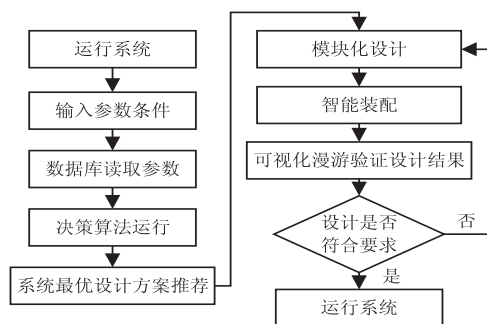 运行系统
输入参数条件
数据库读取参数
决策算法运行
系统最优设计方案推荐
模块化设计
智能装配
可视化漫游验证设计结果
设计是否
符合要求
否
是
运行系统